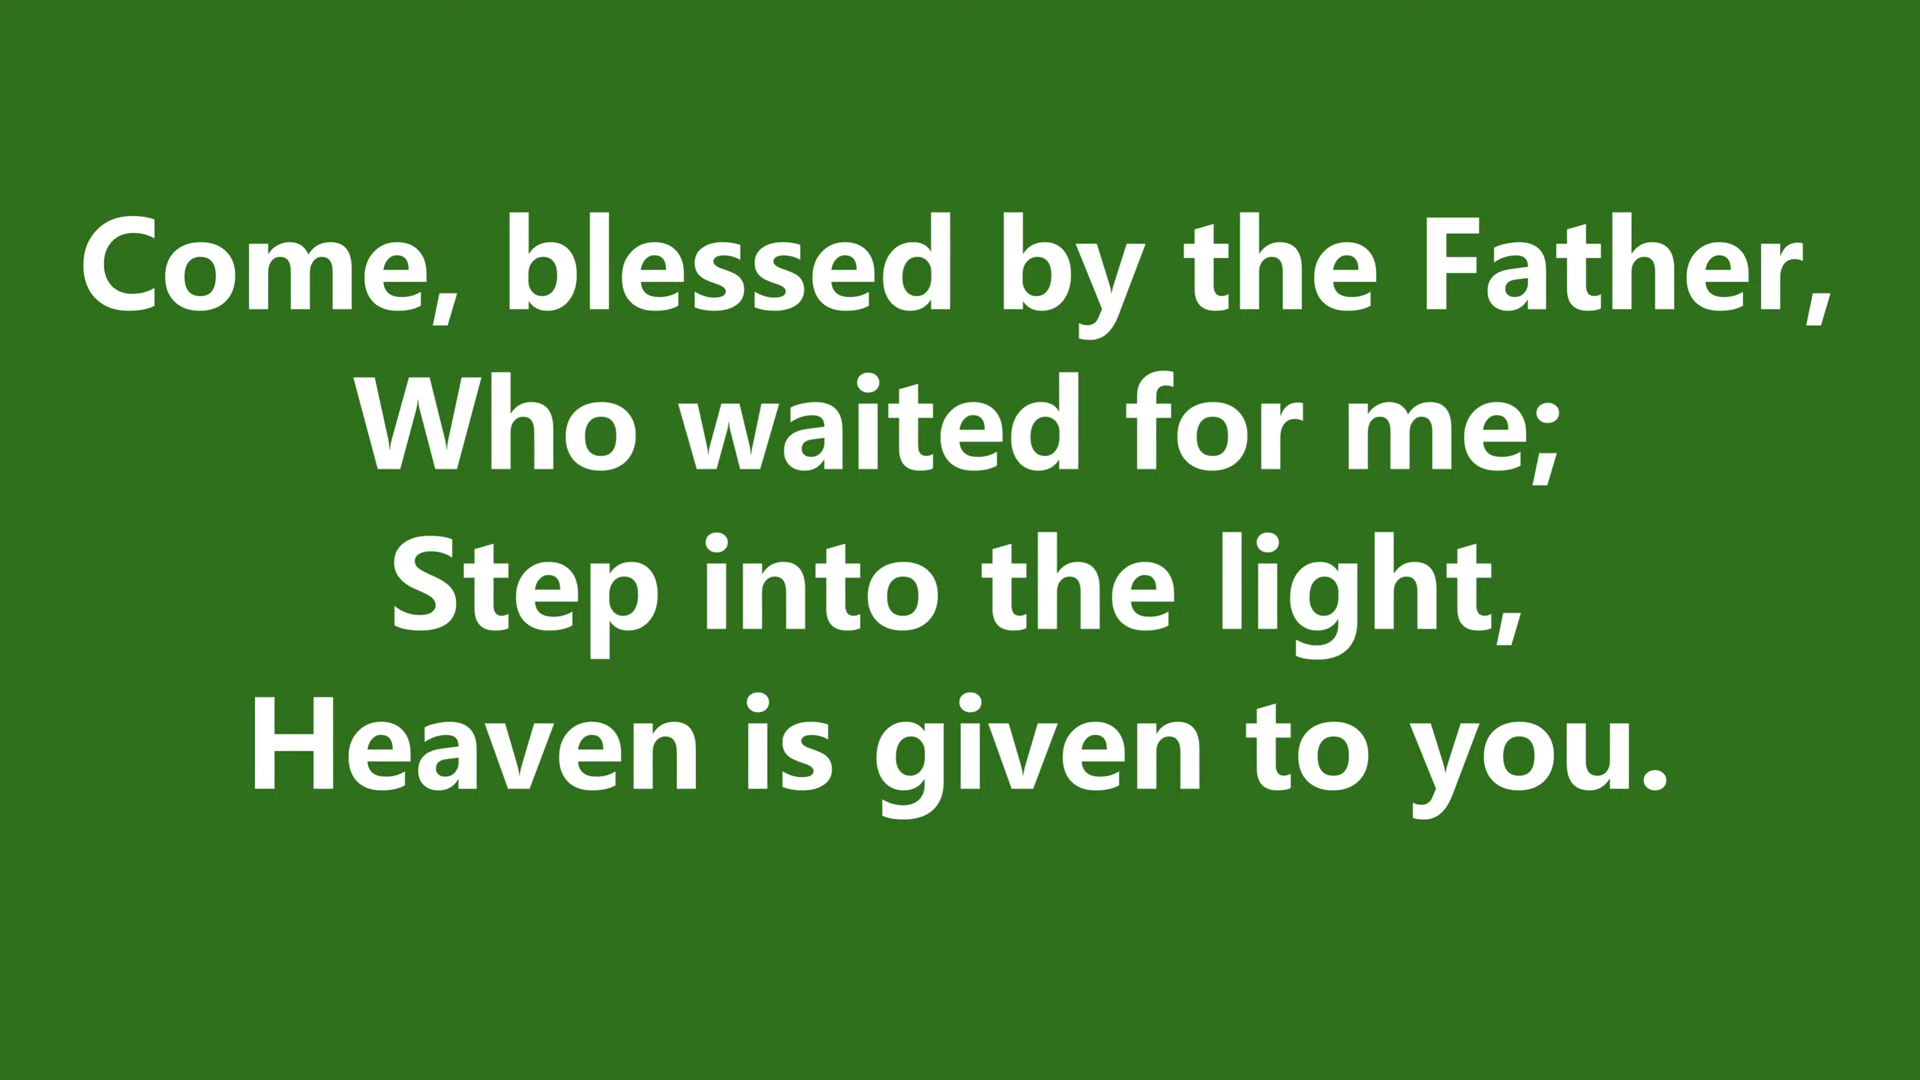 Come, blessed by the Father,
Who waited for me;
Step into the light,
Heaven is given to you.